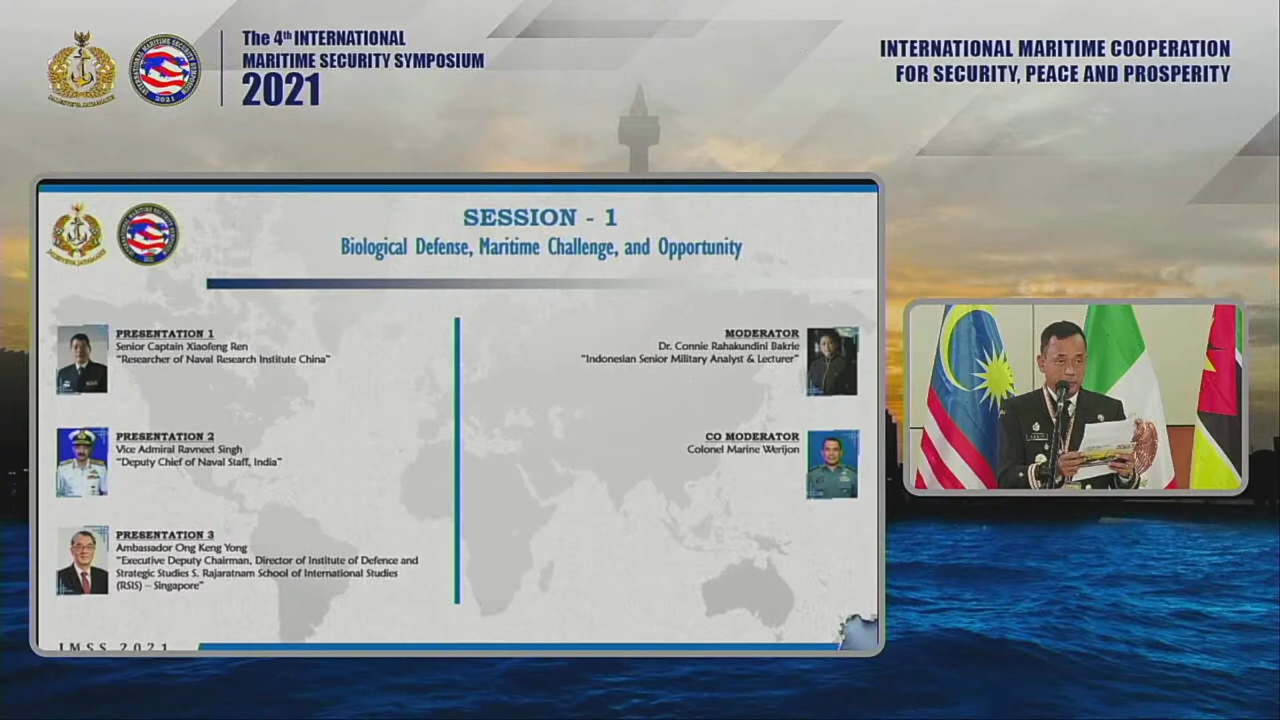 The 4th INTERNATIONAL
MARITIME SECURITY SYMPOSIUM
2021
INTERNATIONAL MARITIME COOPERATION
FOR SECURITY, PEACE AND PROSPERITY
SESSION - 1
Biological Defense, Maritime Challenge, and Opportunity
PRESENTATION 1
Senior Captain Xiaofeng Ren
"Researcher of Naval Research Institute China"
PRESENTATION 2
Vice Admiral Ravneet Singh
"Deputy Chief of Naval Staff, India"
PRESENTATION 3
Ambassador Ong Keng Yong
"Executive Deputy Chairman, Director of Institute of Defence and
Strategic Studies S. Rajaratnam School of International Studies
(RSIS) – Singapore"
MODERATOR
Dr. Connie Rahakundini Bakrie
"Indonesian Senior Military Analyst & Lecturer"
CO MODERATOR
Colonel Marine Werijon
IMSS 2021